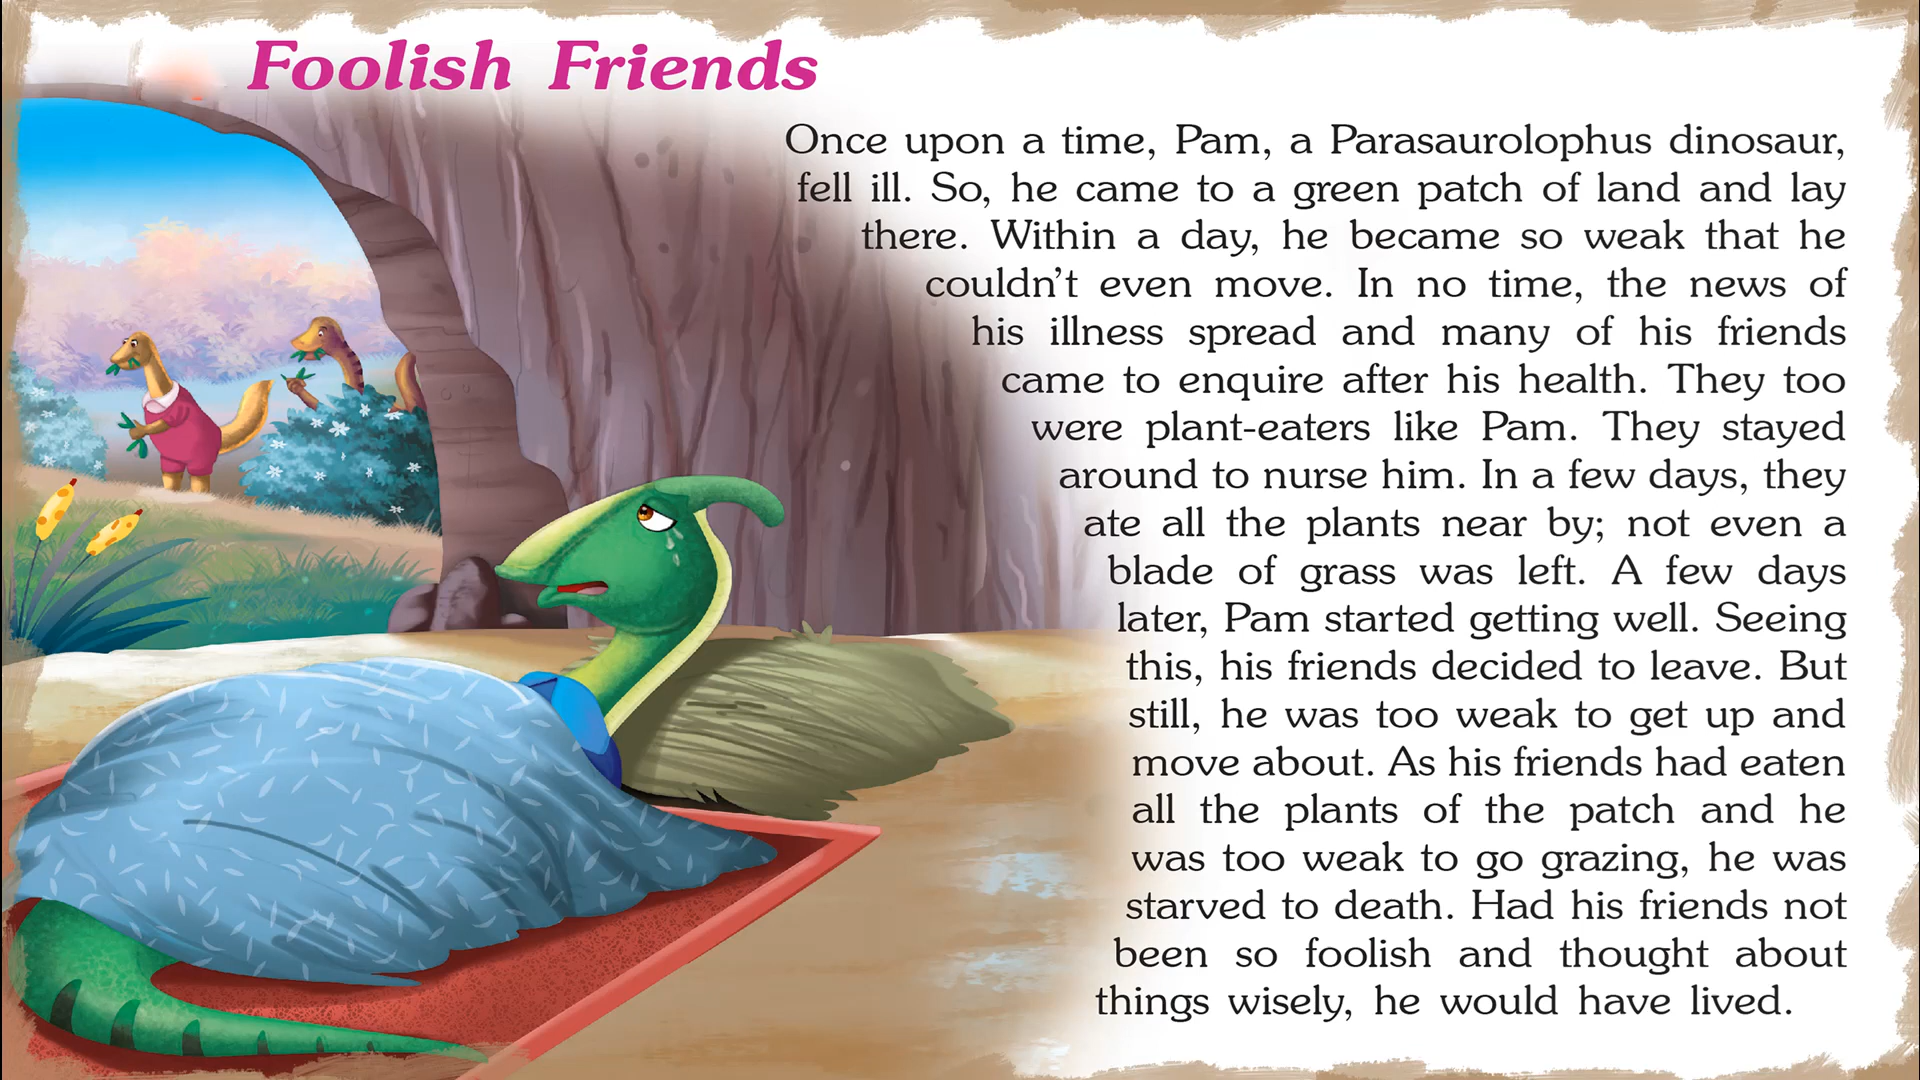 Foolish Friends
Once upon a time, Pam, a Parasaurolophus dinosaur,
fell ill. So, he came to a green patch of land and lay
there. Within a day, he became so weak that he
couldn’t even move. In no time, the news of
his illness spread and many of his friends
came to enquire after his health. They too
were plant-eaters like Pam. They stayed
around to nurse him. In a few days, they
ate all the plants near by; not even a
blade of grass was left. A few days
later, Pam started getting well. Seeing
this, his friends decided to leave. But
still, he was too weak to get up and
move about. As his friends had eaten
all the plants of the patch and he
was too weak to go grazing, he was
starved to death. Had his friends not
been so foolish and thought about
things wisely, he would have lived.